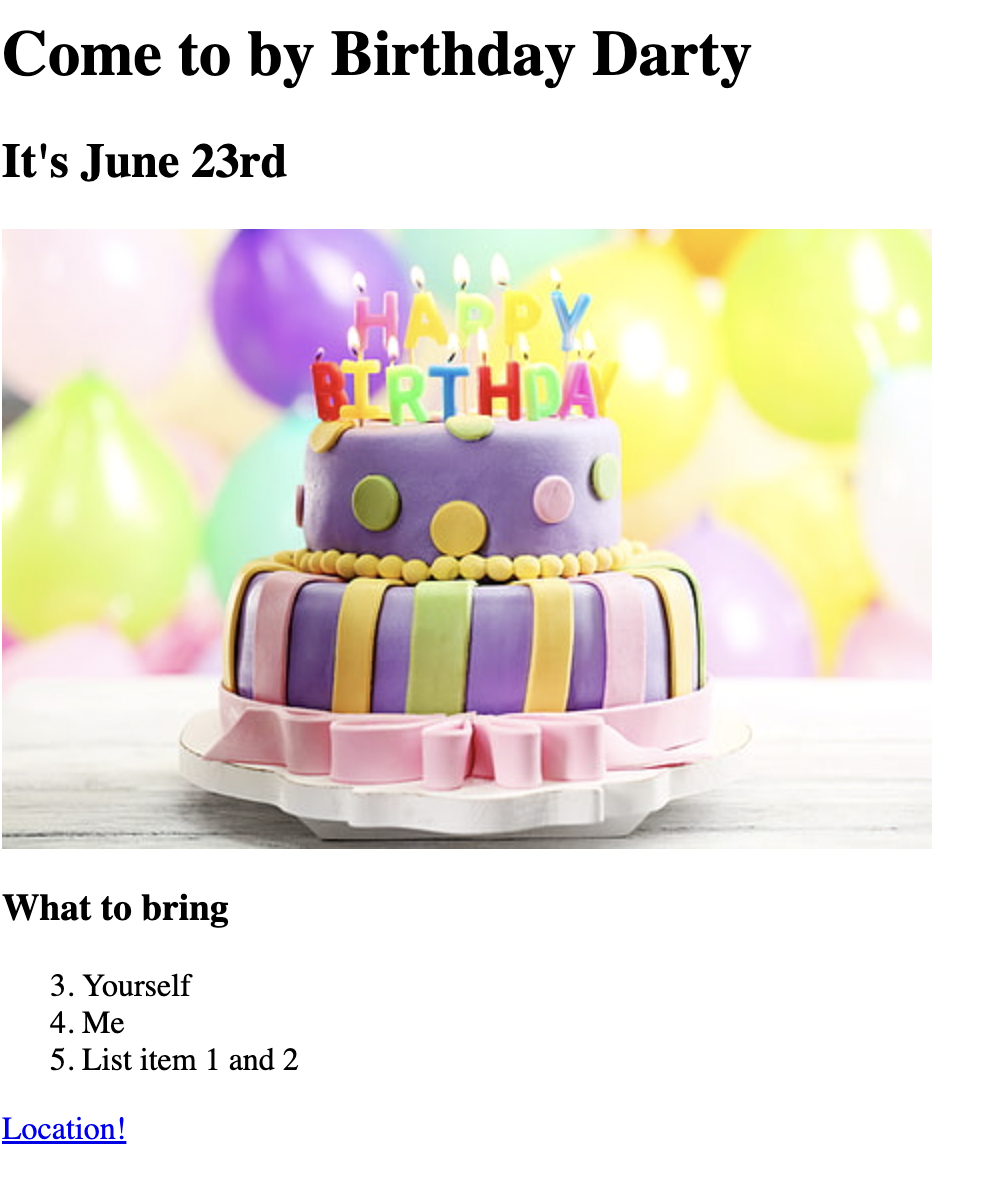 Come to by Birthday Darty
It's June 23rd
HAPPY
BIRTHDAY
What to bring
3. Yourself
4. Me
5. List item 1 and 2
Location!